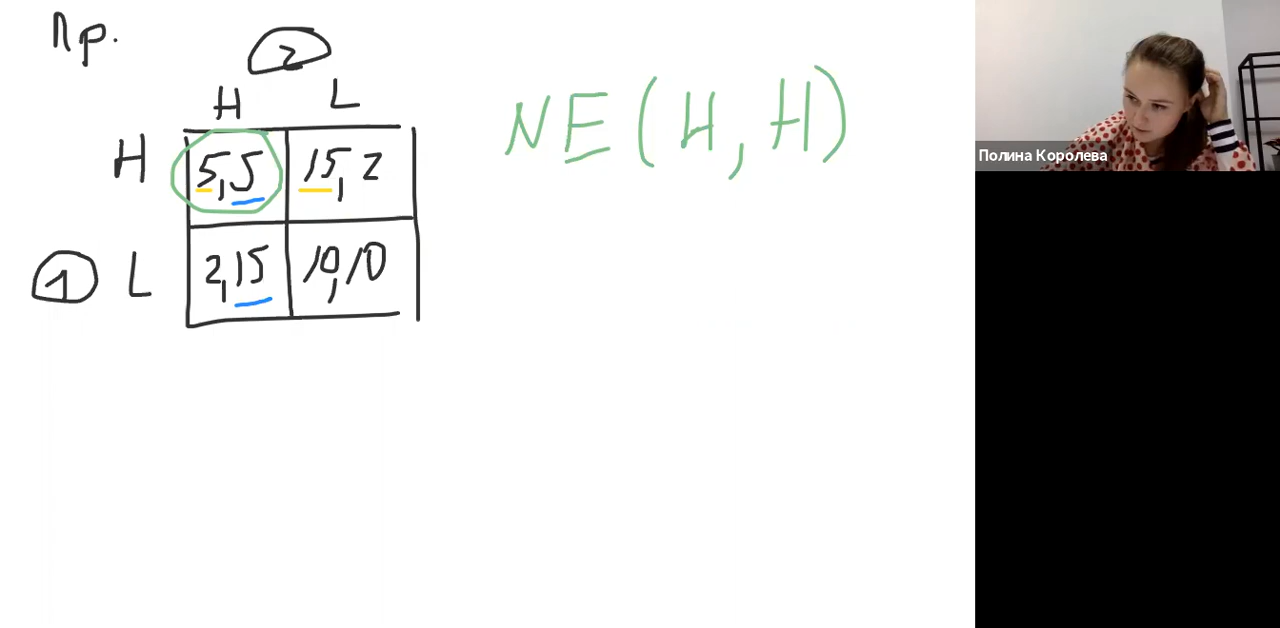 Пр.
2
H L
NE (H, H)
H 5,5 15,2
1 L 2,15 10,10
Полина Королева